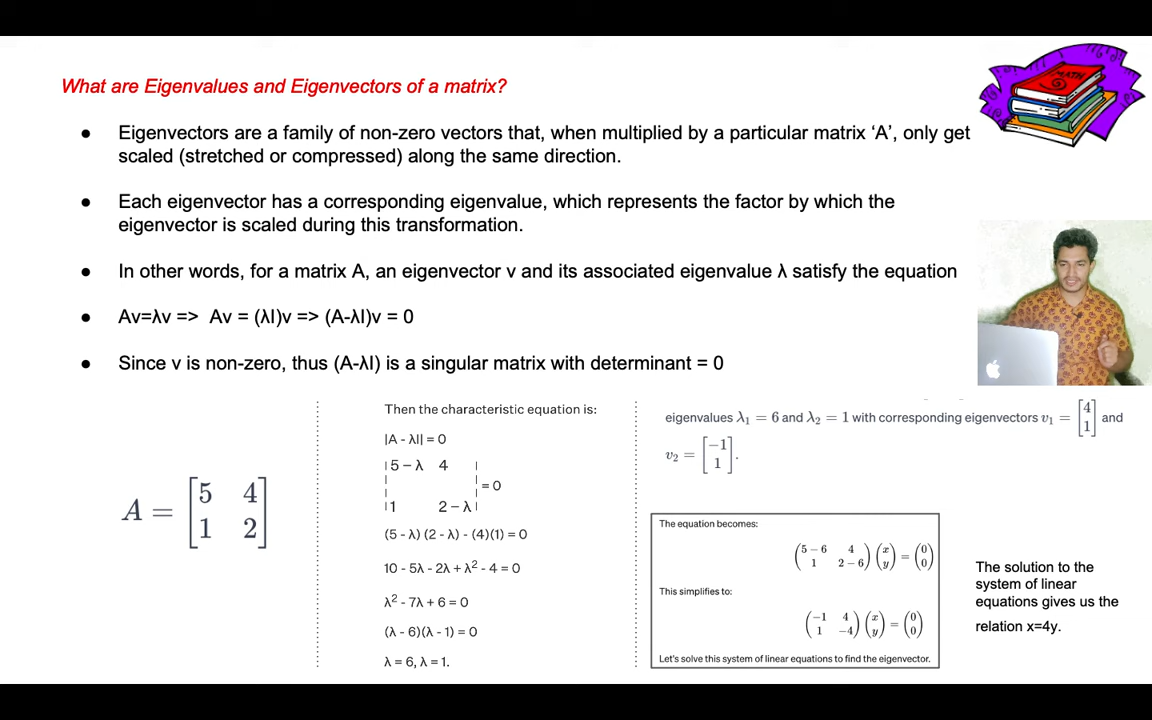 What are Eigenvalues and Eigenvectors of a matrix?
MATH
● Eigenvectors are a family of non-zero vectors that, when multiplied by a particular matrix ‘A’, only get
scaled (stretched or compressed) along the same direction.
● Each eigenvector has a corresponding eigenvalue, which represents the factor by which the
eigenvector is scaled during this transformation.
● In other words, for a matrix A, an eigenvector v and its associated eigenvalue λ satisfy the equation
● Av=λv => Av = (λI)v => (A-λI)v = 0
● Since v is non-zero, thus (A-λI) is a singular matrix with determinant = 0
A = [5 4
1 2]
Then the characteristic equation is:
|A - λI| = 0
|5 – λ 4 |
| | = 0
|1 2 – λ |
(5 - λ) (2 - λ) - (4)(1) = 0
10 - 5λ - 2λ + λ² - 4 = 0
λ² - 7λ + 6 = 0
(λ - 6)(λ - 1) = 0
λ = 6, λ = 1.
eigenvalues λ₁ = 6 and λ₂ = 1 with corresponding eigenvectors v₁ = [4 1] and
v₂ = [−1 1].
The equation becomes:
(5 − 6 4
1 2 − 6) (x y) = (0 0)
This simplifies to:
(−1 4
1 −4) (x y) = (0 0)
Let's solve this system of linear equations to find the eigenvector.
The solution to the
system of linear
equations gives us the
relation x=4y.